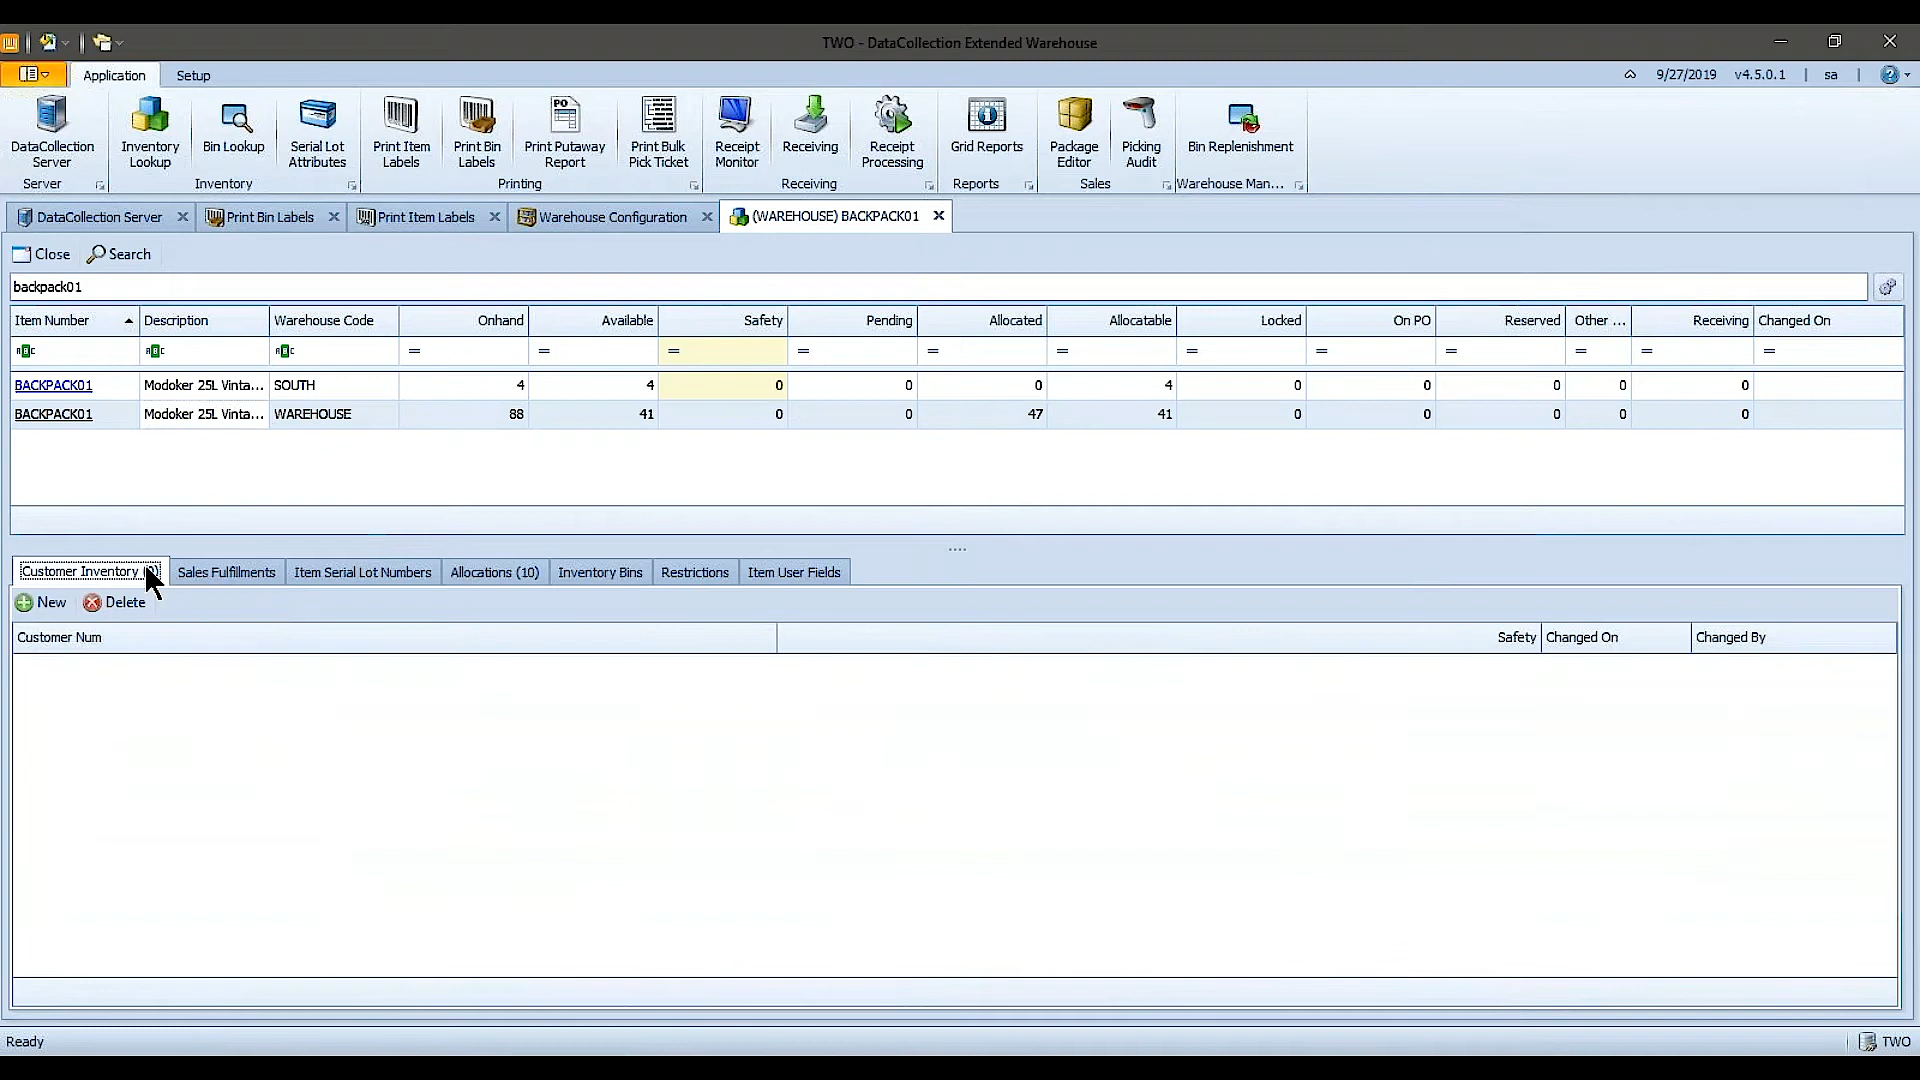 TWO - DataCollection Extended Warehouse
Application Setup 9/27/2019 v4.5.0.1 | sa |
DataCollection Server
Inventory Lookup
Bin Lookup
Serial Lot Attributes
Print Item Labels
Print Bin Labels
PO
Print Putaway Report
Print Bulk Pick Ticket
Receipt Monitor
Receiving
Receipt Processing
Grid Reports
Package Editor
Picking Audit
Bin Replenishment
Server Inventory Printing Receiving Reports Sales Warehouse Man...
DataCollection Server Print Bin Labels Print Item Labels Warehouse Configuration (WAREHOUSE) BACKPACK01
Close Search
backpack01
Item Number Description Warehouse Code Onhand Available Safety Pending Allocated Allocatable Locked On PO Reserved Other ... Receiving Changed On
= = = = = = = = = = = =
BACKPACK01 Modoker 25L Vinta... SOUTH 4 4 0 0 0 4 0 0 0 0 0
BACKPACK01 Modoker 25L Vinta... WAREHOUSE 88 41 0 0 47 41 0 0 0 0 0
Customer Inventory Sales Fulfillments Item Serial Lot Numbers Allocations (10) Inventory Bins Restrictions Item User Fields
New Delete
Customer Num Safety Changed On Changed By
Ready TWO